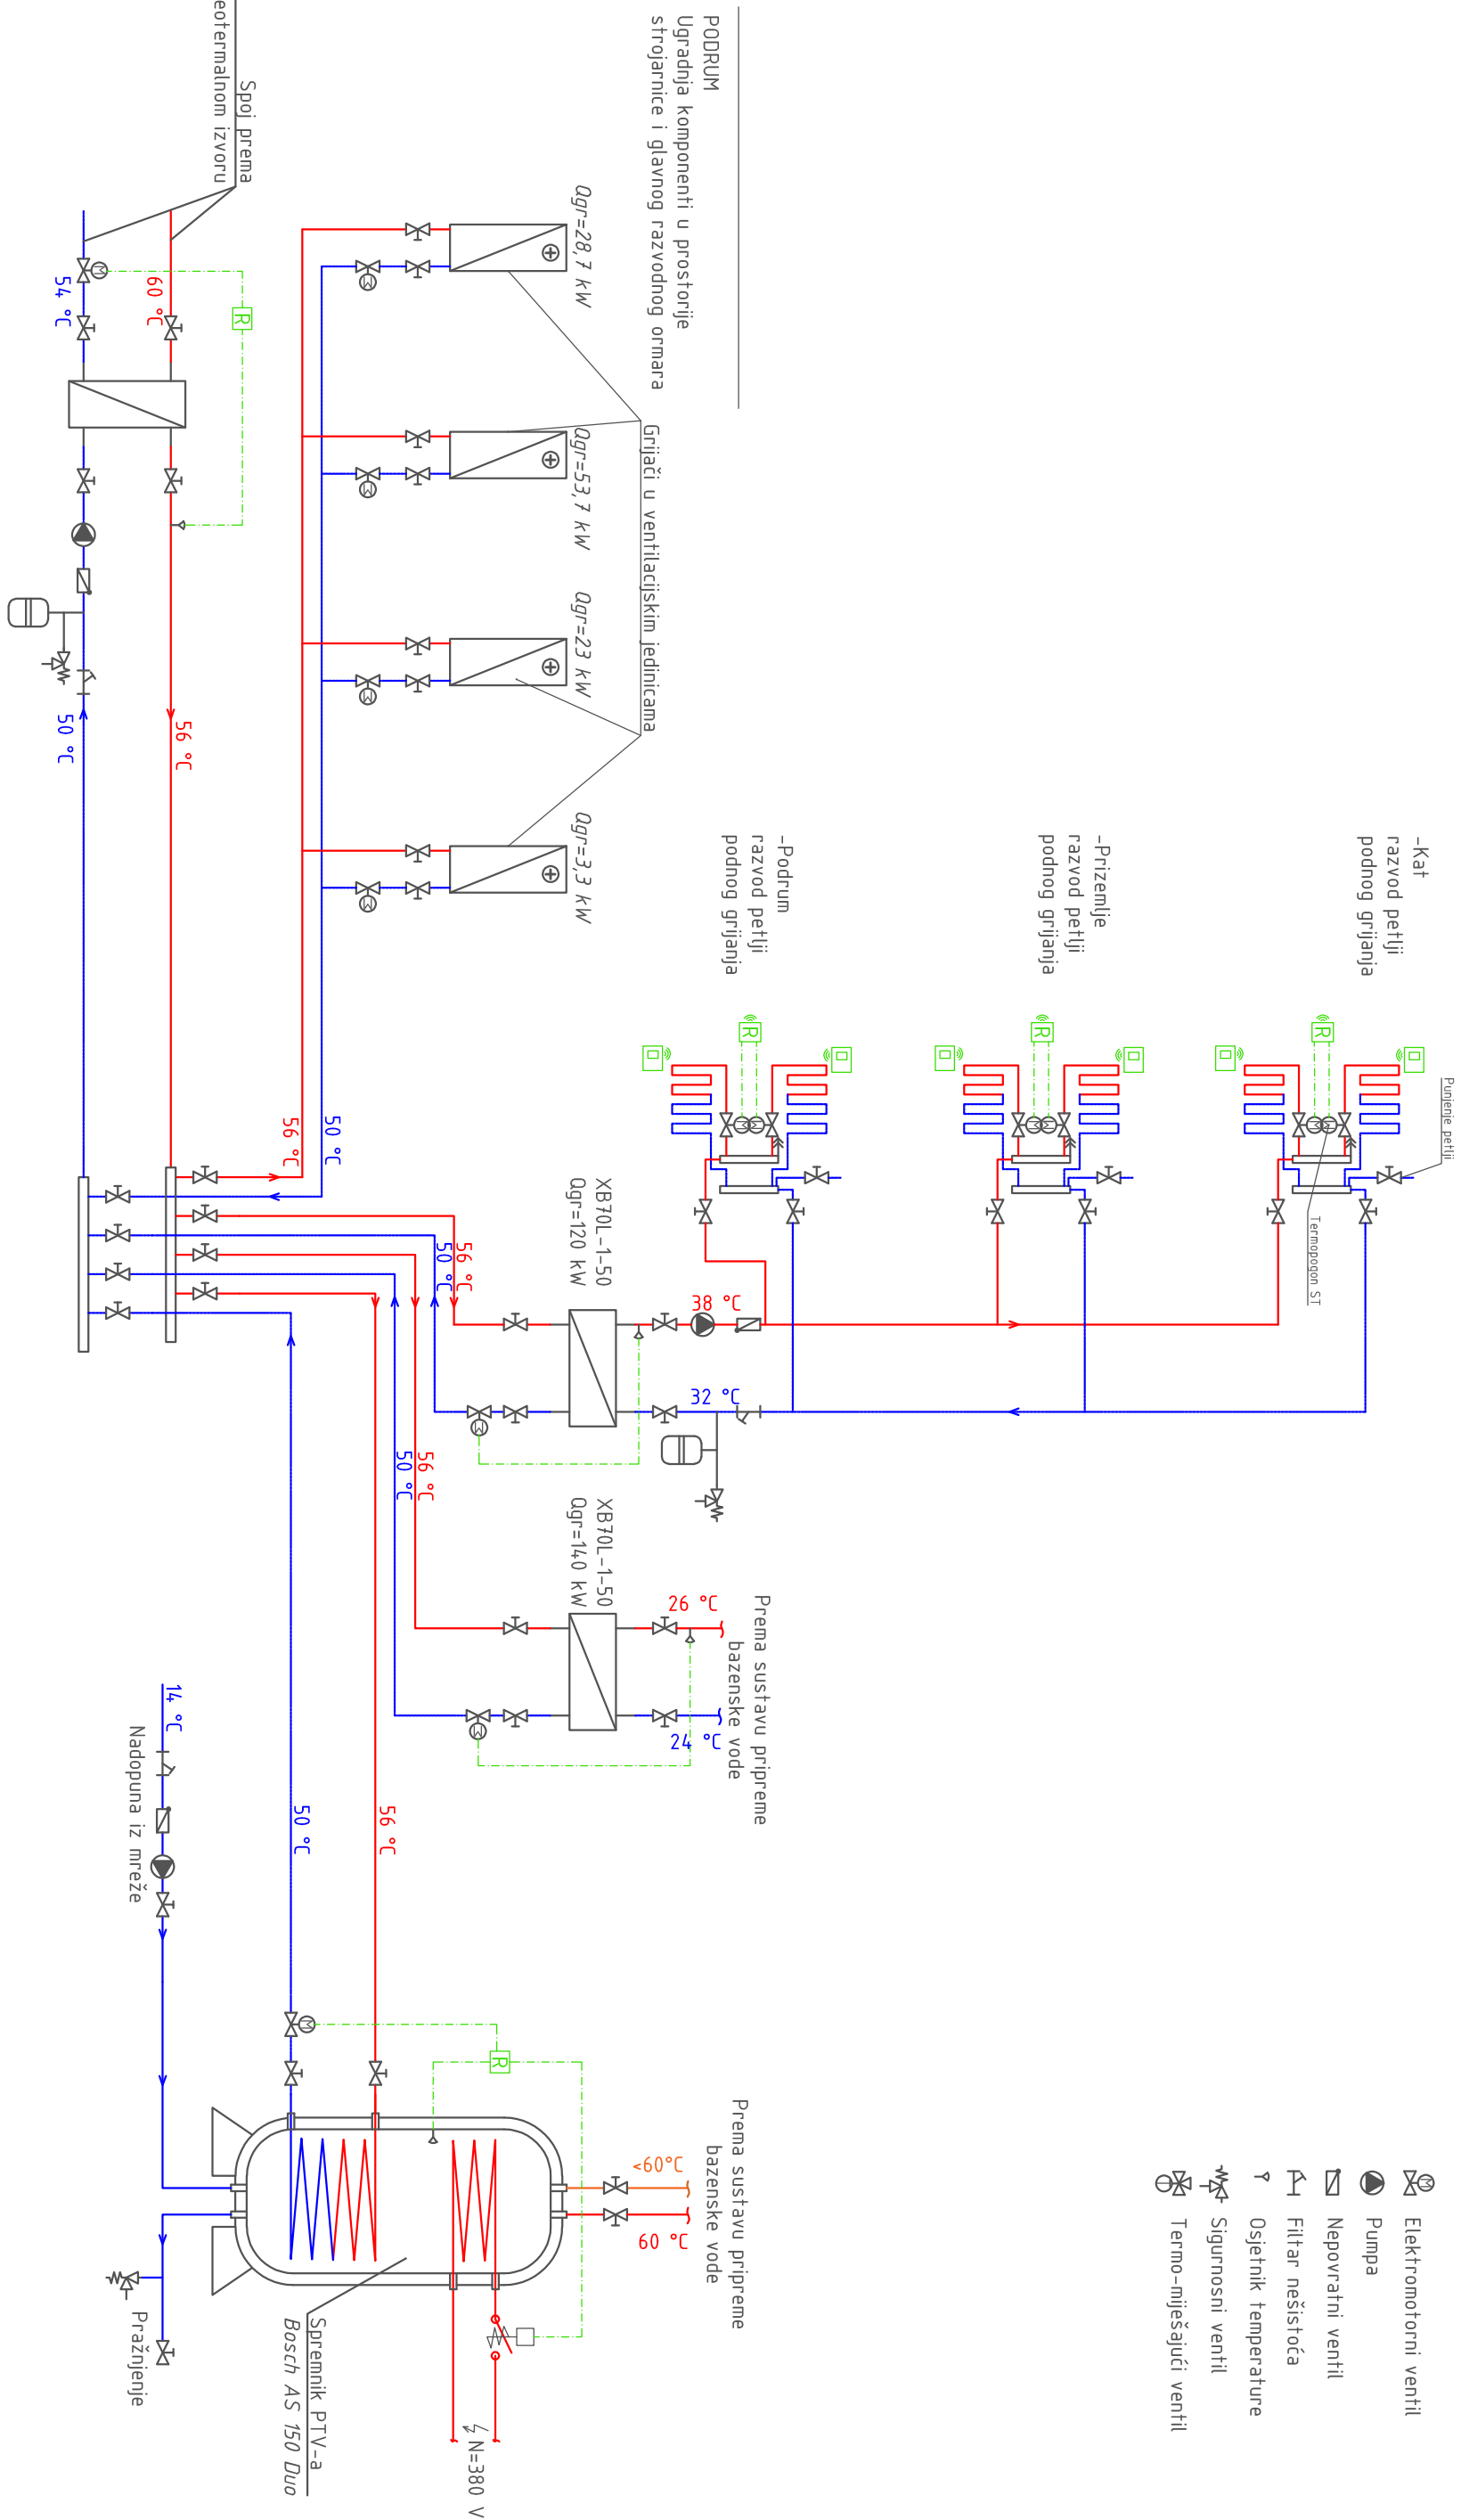 PODRUM
Ugradnja komponenti u prostorije
strojarnice i glavnog razvodnog ormara
Spoj prema
eotermalnom izvoru
60 °C
54 °C
R
56 °C
50 °C
Qgr=28,7 kW
Qgr=53,7 kW
Qgr=23 kW
Qgr=3,3 kW
Grijači u ventilacijskim jedinicama
56 °C
50 °C
-Kat
razvod petlji
podnog grijanja
-Prizemlje
razvod petlji
podnog grijanja
-Podrum
razvod petlji
podnog grijanja
R
R
R
Punjenje petlji
Termopogon ST
XB70L-1-50
Qgr=120 kW
56 °C
50 °C
38 °C
32 °C
XB70L-1-50
Qgr=140 kW
56 °C
50 °C
26 °C
24 °C
Prema sustavu pripreme
bazenske vode
56 °C
50 °C
14 °C
Nadopuna iz mreže
R
Prema sustavu pripreme
bazenske vode
<60°C
60 °C
Spremnik PTV-a
Bosch AS 150 Duo
Pražnjenje
N=380 V
Elektromotorni ventil
Pumpa
Nepovratni ventil
Filtar nešistoća
Osjetnik temperature
Sigurnosni ventil
Termo-miješajući ventil